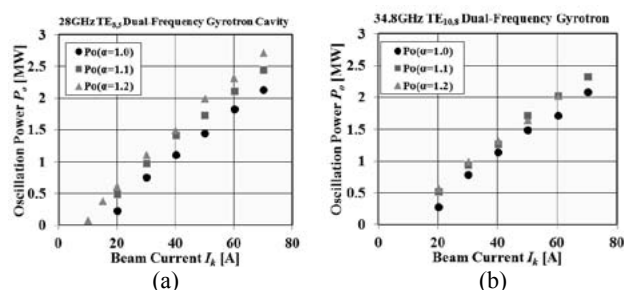 28GHz TE8,5 Dual-Frequency Gyrotron Cavity
Oscillation Power Po [MW]
3
2.5
2
1.5
1
0.5
0
Po(α=1.0)
Po(α=1.1)
Po(α=1.2)
0 20 40 60 80
Beam Current Ik [A]
(a)
34.8GHz TE10,8 Dual-Frequency Gyrotron
Oscillation Power Po [MW]
3
2.5
2
1.5
1
0.5
0
Po(α=1.0)
Po(α=1.1)
Po(α=1.2)
0 20 40 60 80
Beam Current Ik [A]
(b)